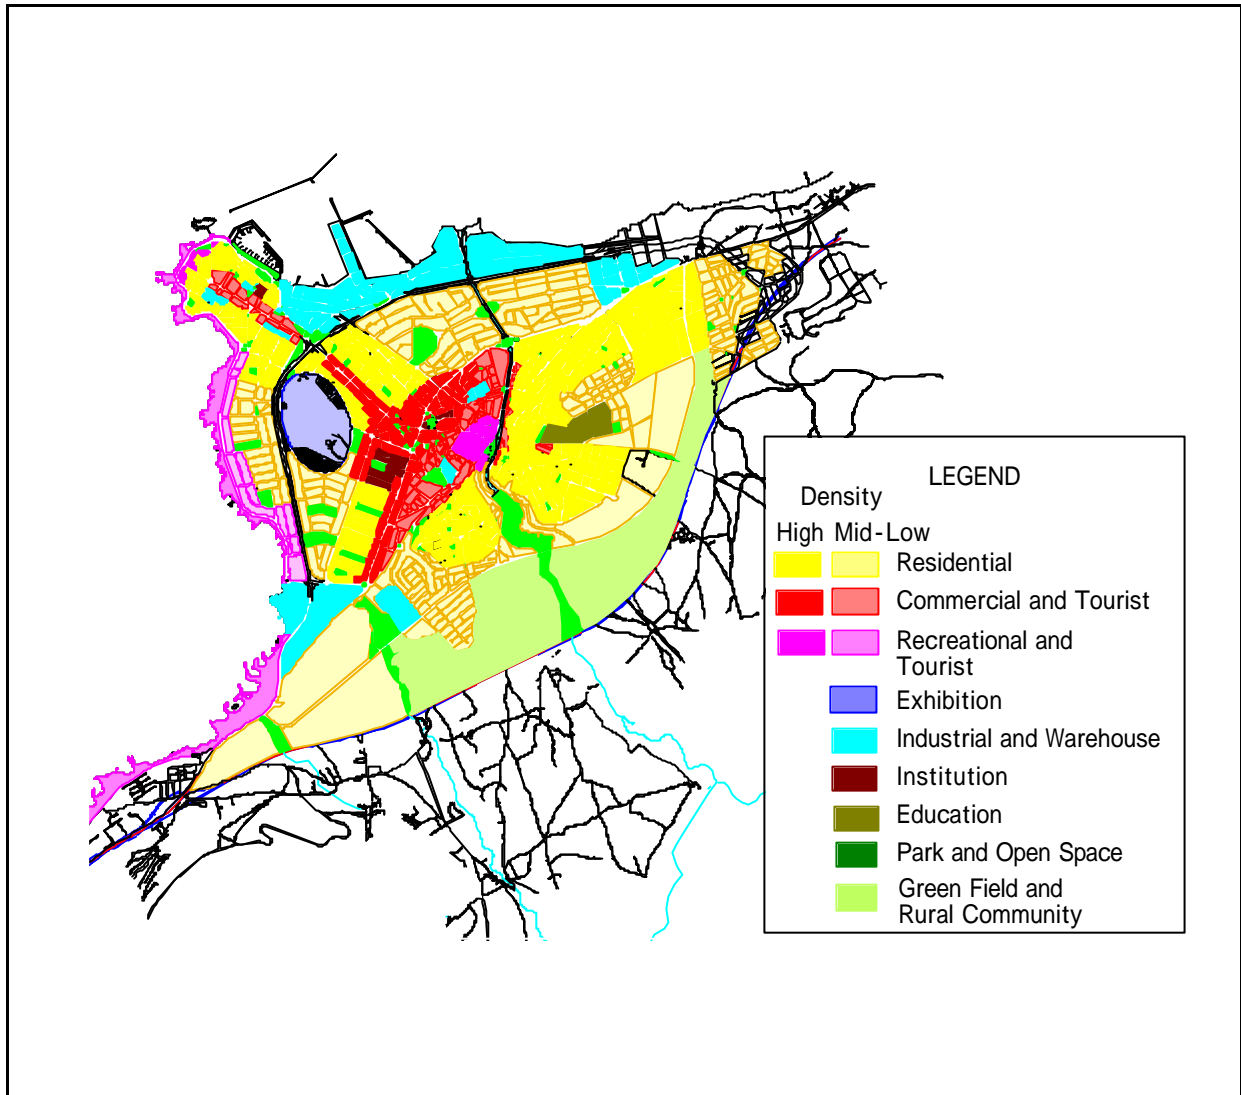 LEGEND
Density
High Mid-Low
Residential
Commercial and Tourist
Recreational and
Tourist
Exhibition
Industrial and Warehouse
Institution
Education
Park and Open Space
Green Field and
Rural Community